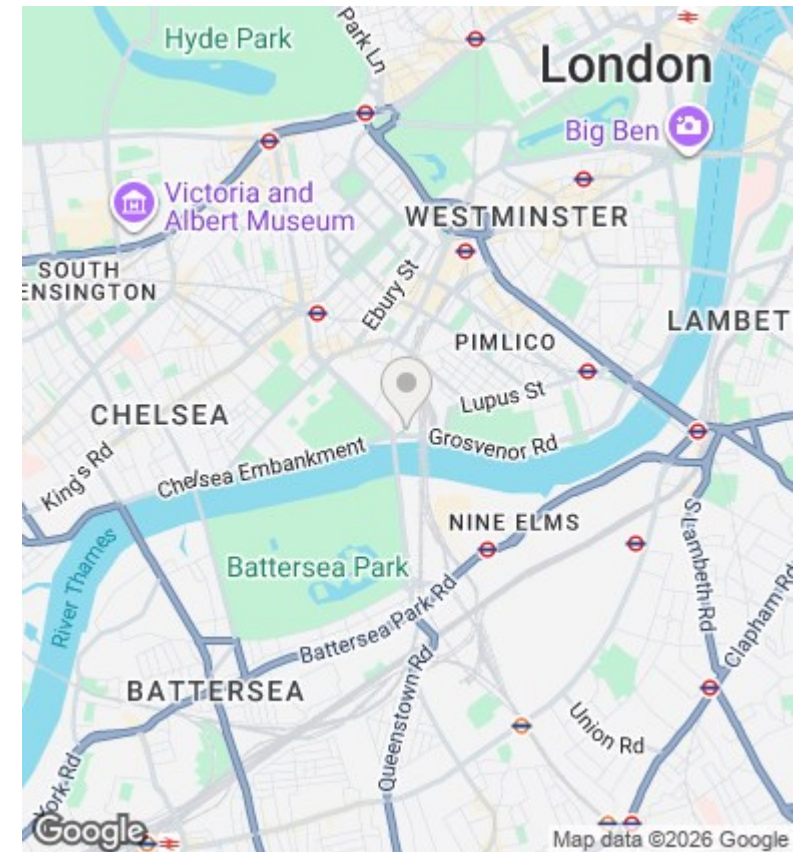 Hyde Park
Park Ln
London
Big Ben
Victoria and
Albert Museum
WESTMINSTER
SOUTH
ENSINGTON
Ebury St
PIMLICO
LAMBET
Lupus St
CHELSEA
Grosvenor Rd
Chelsea Embankment
King's Rd
NINE ELMS
S Lambeth Rd
Battersea Park
River Thames
Battersea Park Rd
Clapham Rd
BATTERSEA
Queenstown Rd
Union Rd
York Rd
Google
Map data ©2026 Google